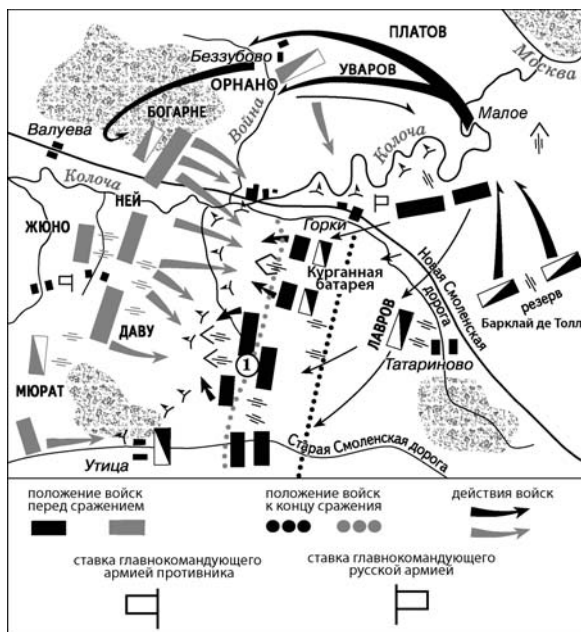 ПЛАТОВ
Москва
Беззубово
УВАРОВ
ОРНАНО
Малое
БОГАРНЕ
Война
Валуева
Колоча
Колоча
НЕЙ
ЖЮНО
Горки
Новая Смоленская
дорога
Курганная
батарея
резерв
Барклай де Толли
ЛАВРОВ
ДАВУ
Татариново
1
МЮРАТ
Старая Смоленская дорога
Утица
положение войск
перед сражением
положение войск
к концу сражения
действия войск
ставка главнокомандующего
армией противника
ставка главнокомандующего
русской армией